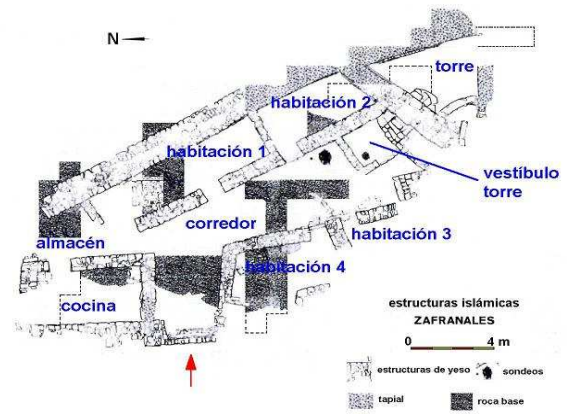 N
torre
habitación 2
habitación 1
vestíbulo
torre
corredor
almacén
habitación 3
habitación 4
cocina
estructuras islámicas
ZAFRANALES
0 4 m
estructuras de yeso sondeos
tapial roca base